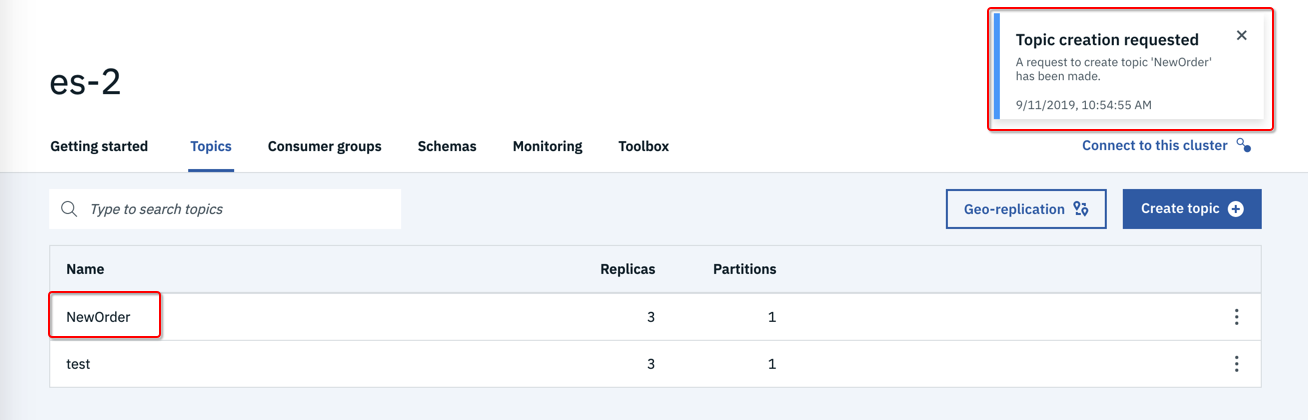 Topic creation requested
A request to create topic 'NewOrder'
has been made.
9/11/2019, 10:54:55 AM
es-2
Getting started Topics Consumer groups Schemas Monitoring Toolbox Connect to this cluster
Type to search topics Geo-replication Create topic
Name Replicas Partitions
NewOrder 3 1
test 3 1